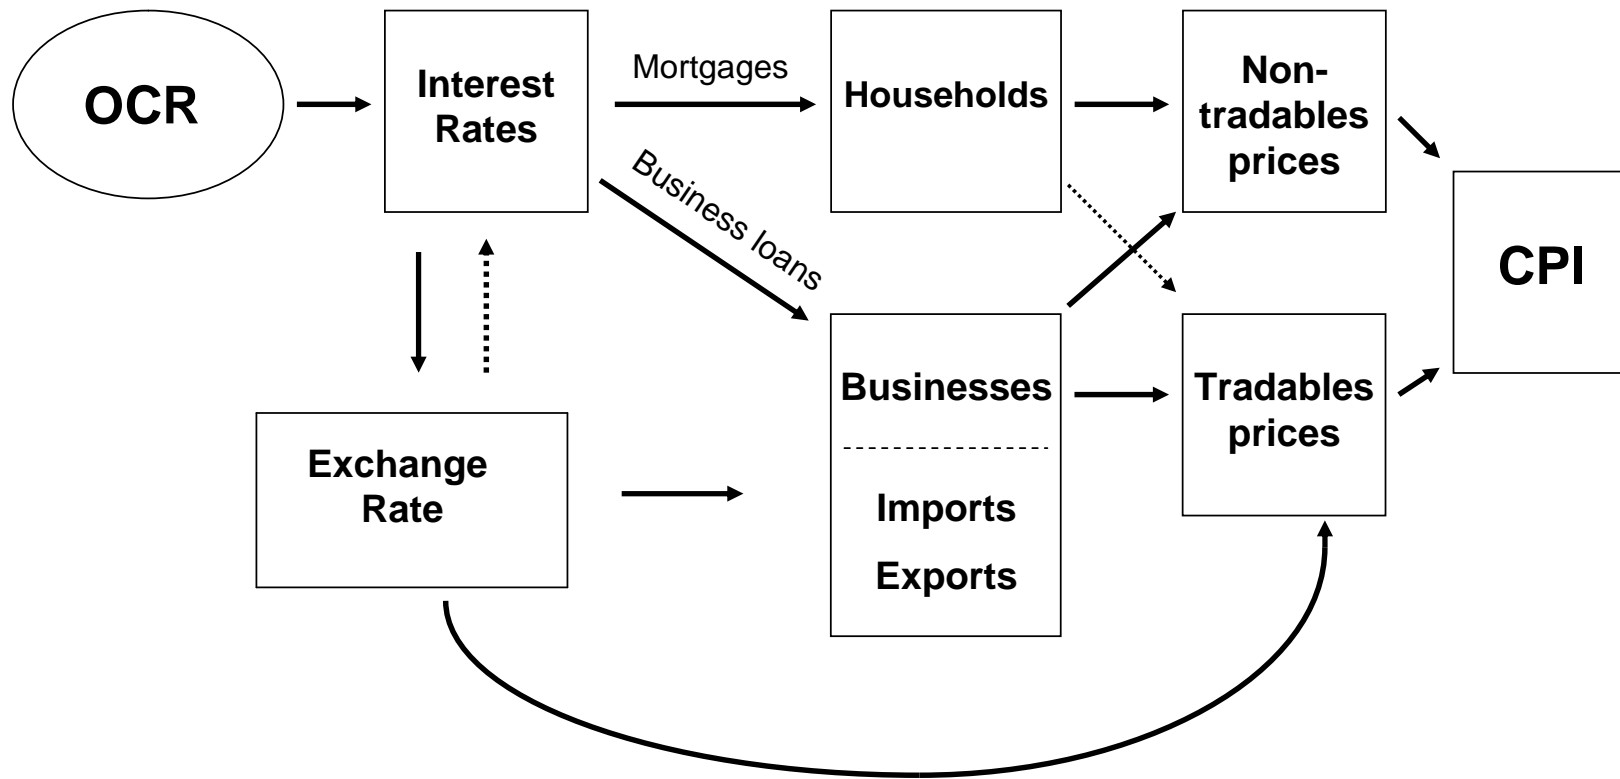 OCR
Interest
Rates
Mortgages
Business loans
Households
Non-
tradables
prices
CPI
Exchange
Rate
Businesses
Imports
Exports
Tradables
prices